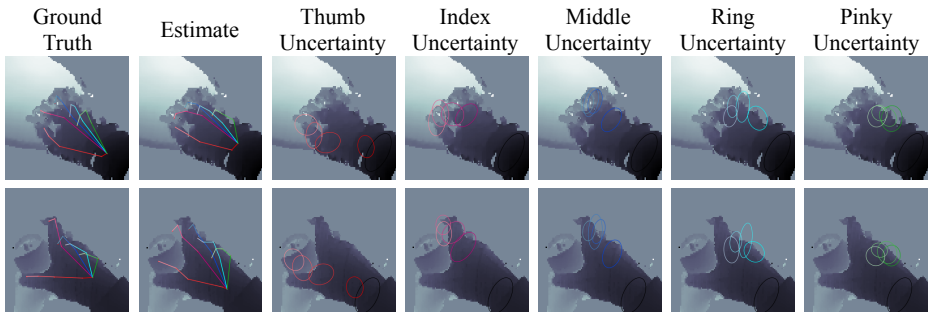 Ground
Truth
Estimate
Thumb
Uncertainty
Index
Uncertainty
Middle
Uncertainty
Ring
Uncertainty
Pinky
Uncertainty